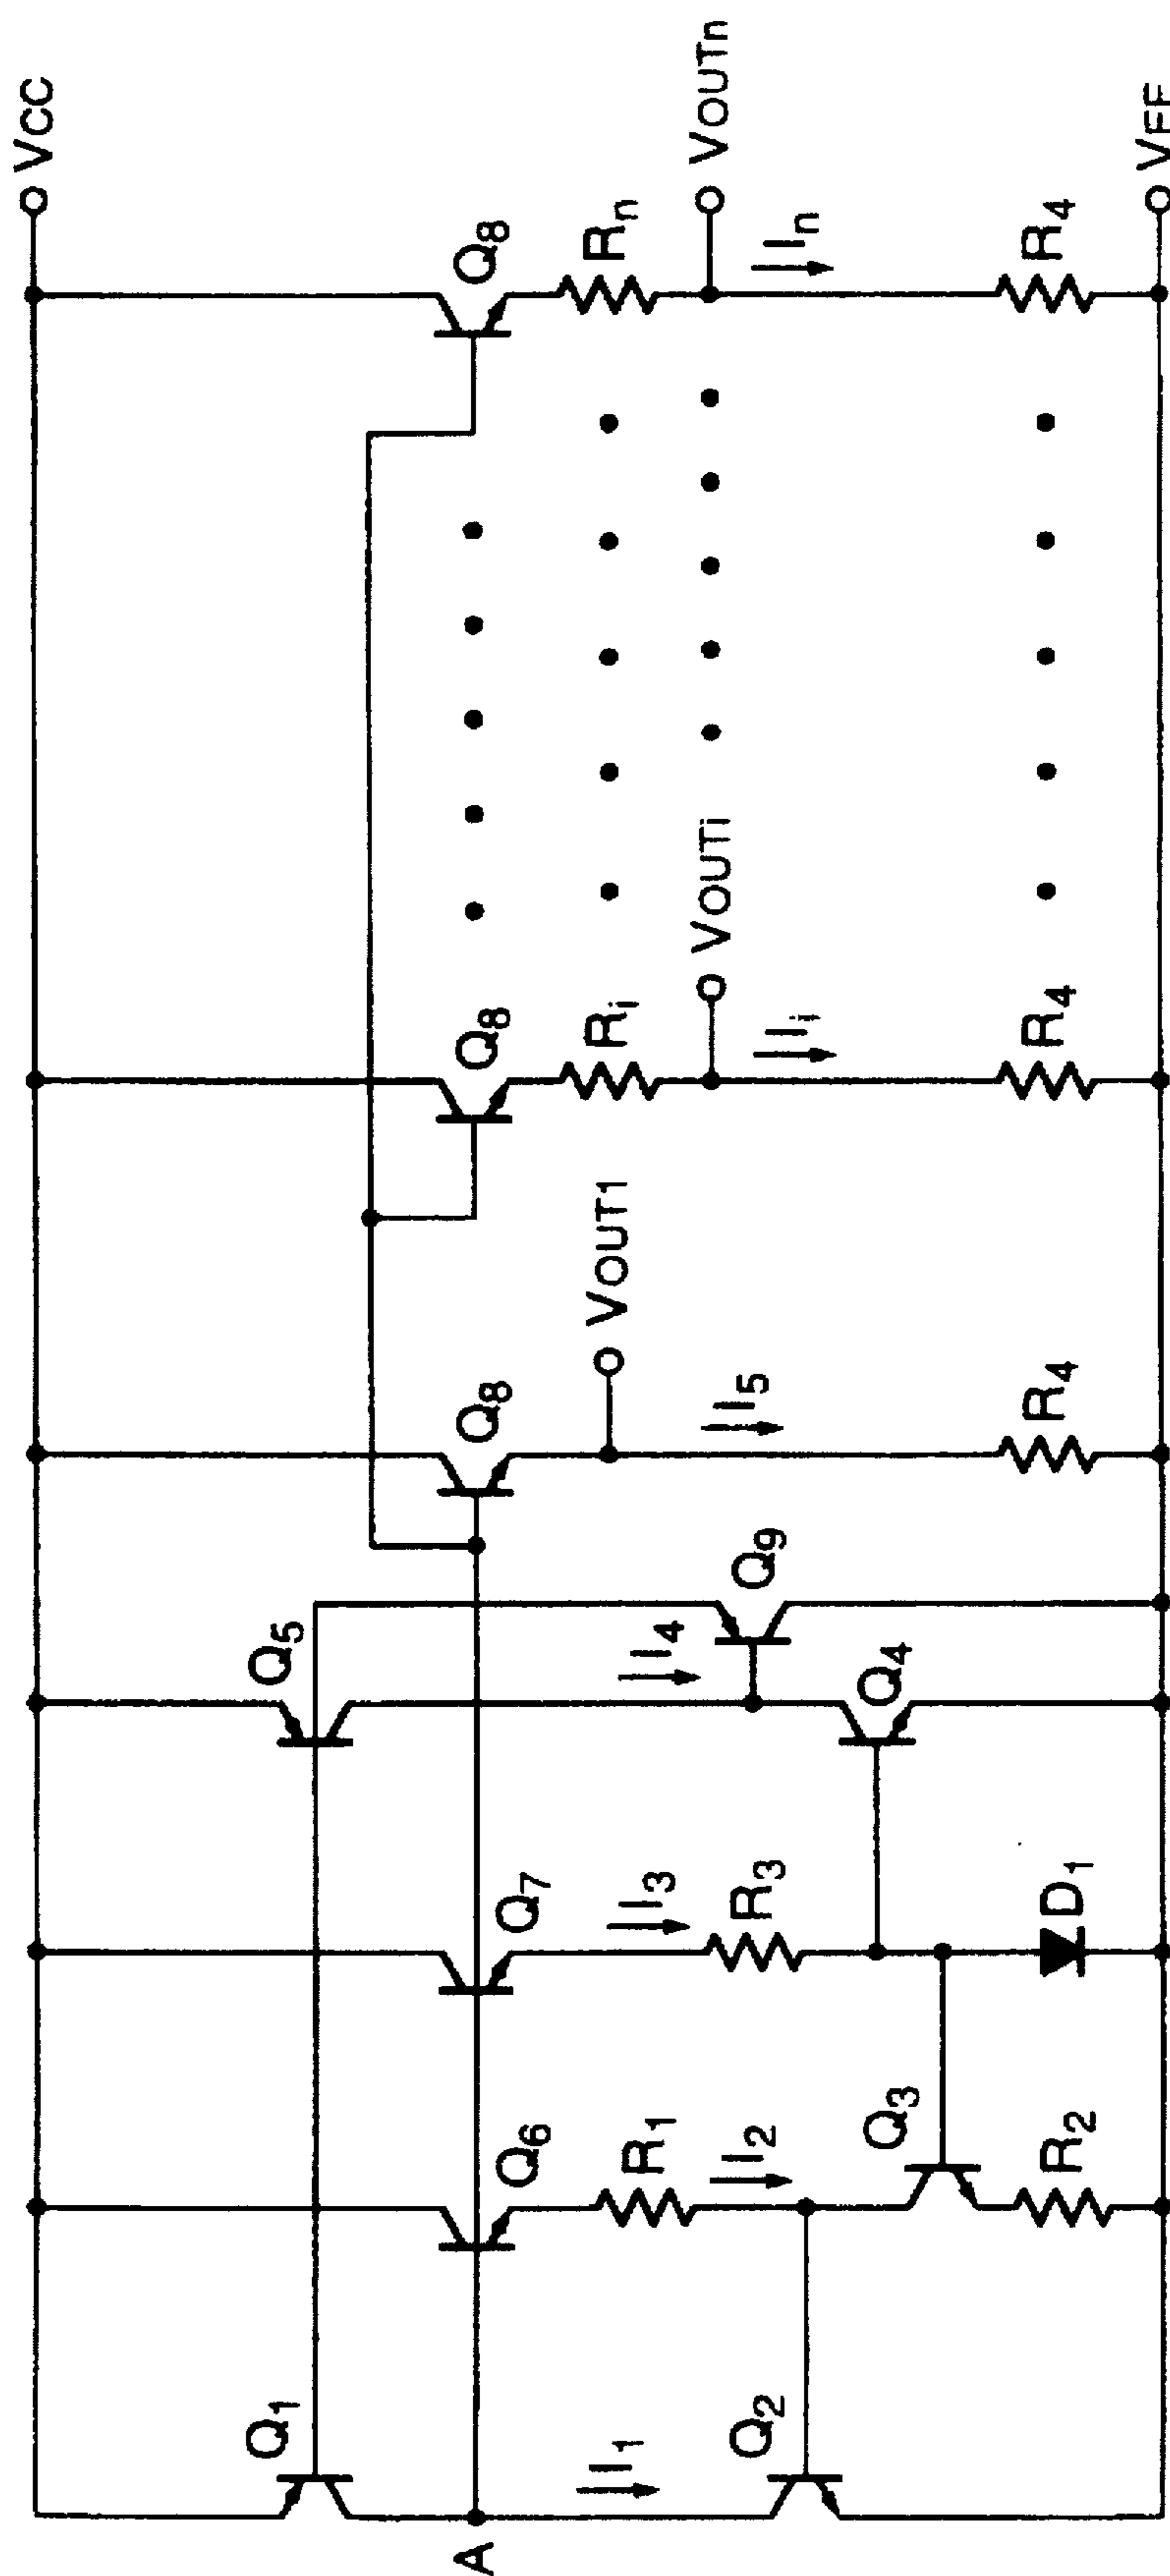 VCC
Q1
Q5
A
Q6
Q7
Q8
Q8
Q8
I1
R1
I3
I4
VOUT1
Ri
Rn
Q2
I2
R3
Q9
I5
VOUTi
VOUTn
Ii
In
Q3
Q4
R2
D1
R4
R4
R4
VEE